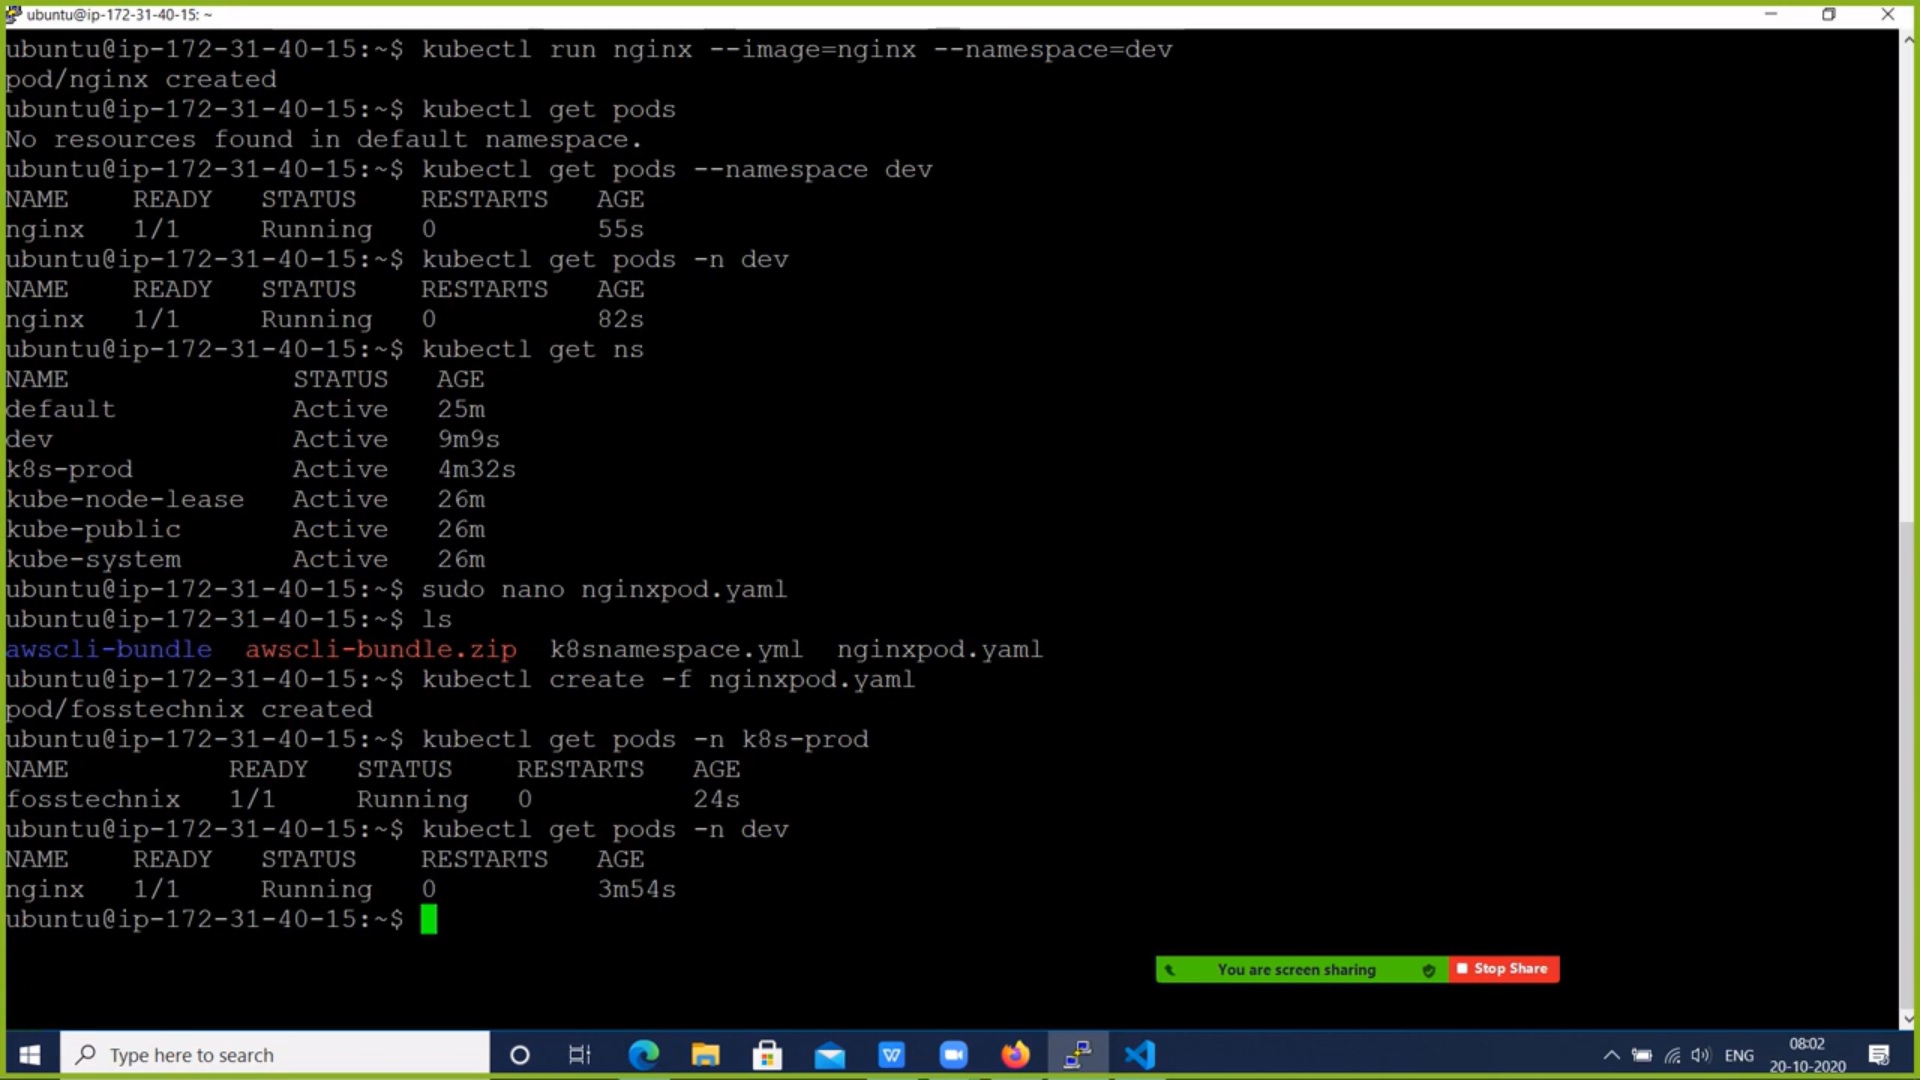 ubuntu@ip-172-31-40-15: ~
ubuntu@ip-172-31-40-15:~$ kubectl run nginx --image=nginx --namespace=dev
pod/nginx created
ubuntu@ip-172-31-40-15:~$ kubectl get pods
No resources found in default namespace.
ubuntu@ip-172-31-40-15:~$ kubectl get pods --namespace dev
NAME    READY   STATUS    RESTARTS   AGE
nginx   1/1     Running   0          55s
ubuntu@ip-172-31-40-15:~$ kubectl get pods -n dev
NAME    READY   STATUS    RESTARTS   AGE
nginx   1/1     Running   0          82s
ubuntu@ip-172-31-40-15:~$ kubectl get ns
NAME              STATUS   AGE
default           Active   25m
dev               Active   9m9s
k8s-prod          Active   4m32s
kube-node-lease   Active   26m
kube-public       Active   26m
kube-system       Active   26m
ubuntu@ip-172-31-40-15:~$ sudo nano nginxpod.yaml
ubuntu@ip-172-31-40-15:~$ ls
awscli-bundle  awscli-bundle.zip  k8snamespace.yml  nginxpod.yaml
ubuntu@ip-172-31-40-15:~$ kubectl create -f nginxpod.yaml
pod/fosstechnix created
ubuntu@ip-172-31-40-15:~$ kubectl get pods -n k8s-prod
NAME          READY   STATUS    RESTARTS   AGE
fosstechnix   1/1     Running   0          24s
ubuntu@ip-172-31-40-15:~$ kubectl get pods -n dev
NAME    READY   STATUS    RESTARTS   AGE
nginx   1/1     Running   0          3m54s
ubuntu@ip-172-31-40-15:~$
You are screen sharing Stop Share
Type here to search
ENG
08:02
20-10-2020